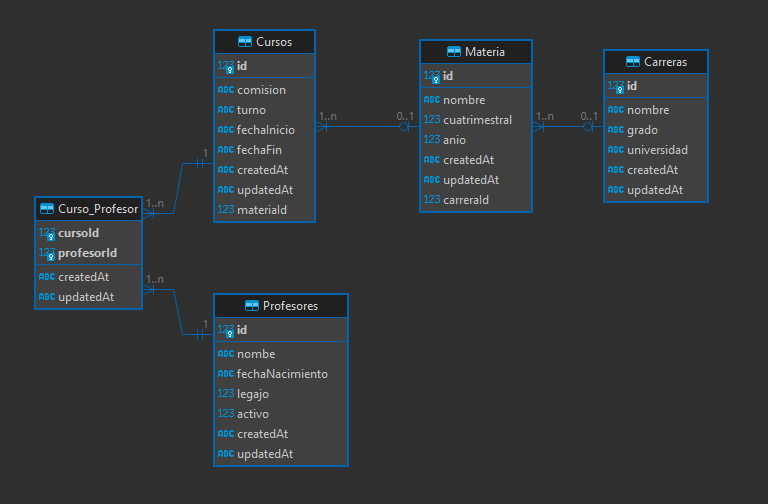 Cursos
123 id
ABC comision
ABC turno
ABC fechaInicio
ABC fechaFin
ABC createdAt
ABC updatedAt
123 materiaId
1..n
0..1
Materia
123 id
ABC nombre
123 cuatrimestral
123 anio
ABC createdAt
ABC updatedAt
123 carreraId
1..n
0..1
Carreras
123 id
ABC nombre
ABC grado
ABC universidad
ABC createdAt
ABC updatedAt
1
1..n
Curso_Profesor
123 cursoId
123 profesorId
ABC createdAt
ABC updatedAt
1..n
1
Profesores
123 id
ABC nombe
ABC fechaNacimiento
123 legajo
123 activo
ABC createdAt
ABC updatedAt